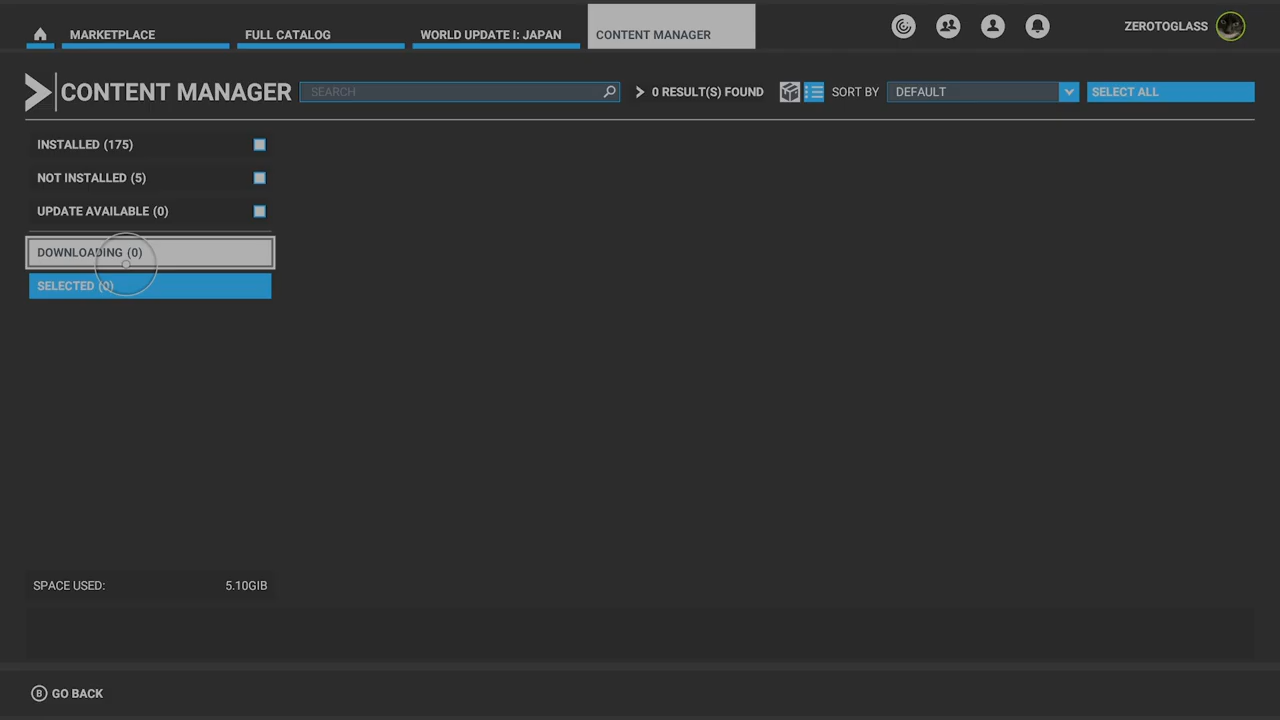 MARKETPLACE
FULL CATALOG
WORLD UPDATE I: JAPAN
CONTENT MANAGER
ZEROTOGLASS
CONTENT MANAGER
SEARCH
0 RESULT(S) FOUND
SORT BY
DEFAULT
SELECT ALL
INSTALLED (175)
NOT INSTALLED (5)
UPDATE AVAILABLE (0)
DOWNLOADING (0)
SELECTED (0)
SPACE USED: 5.10GIB
B GO BACK